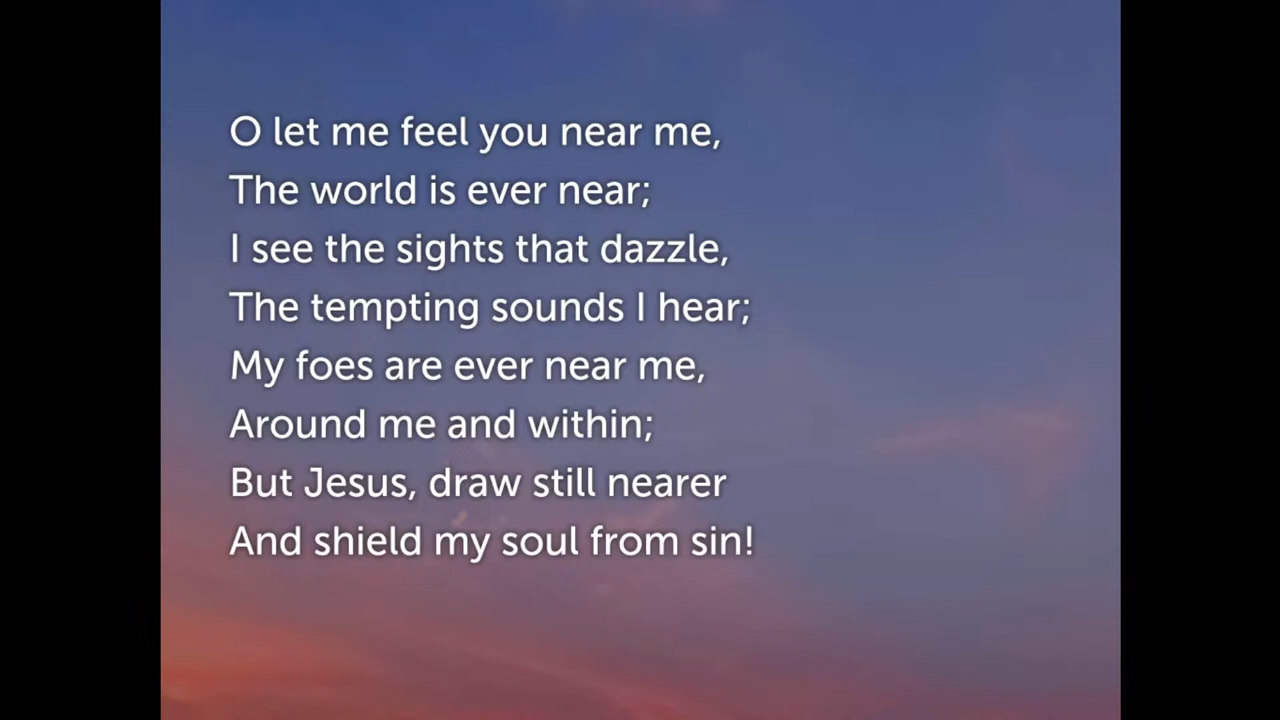 O let me feel you near me,
The world is ever near;
I see the sights that dazzle,
The tempting sounds I hear;
My foes are ever near me,
Around me and within;
But Jesus, draw still nearer
And shield my soul from sin!